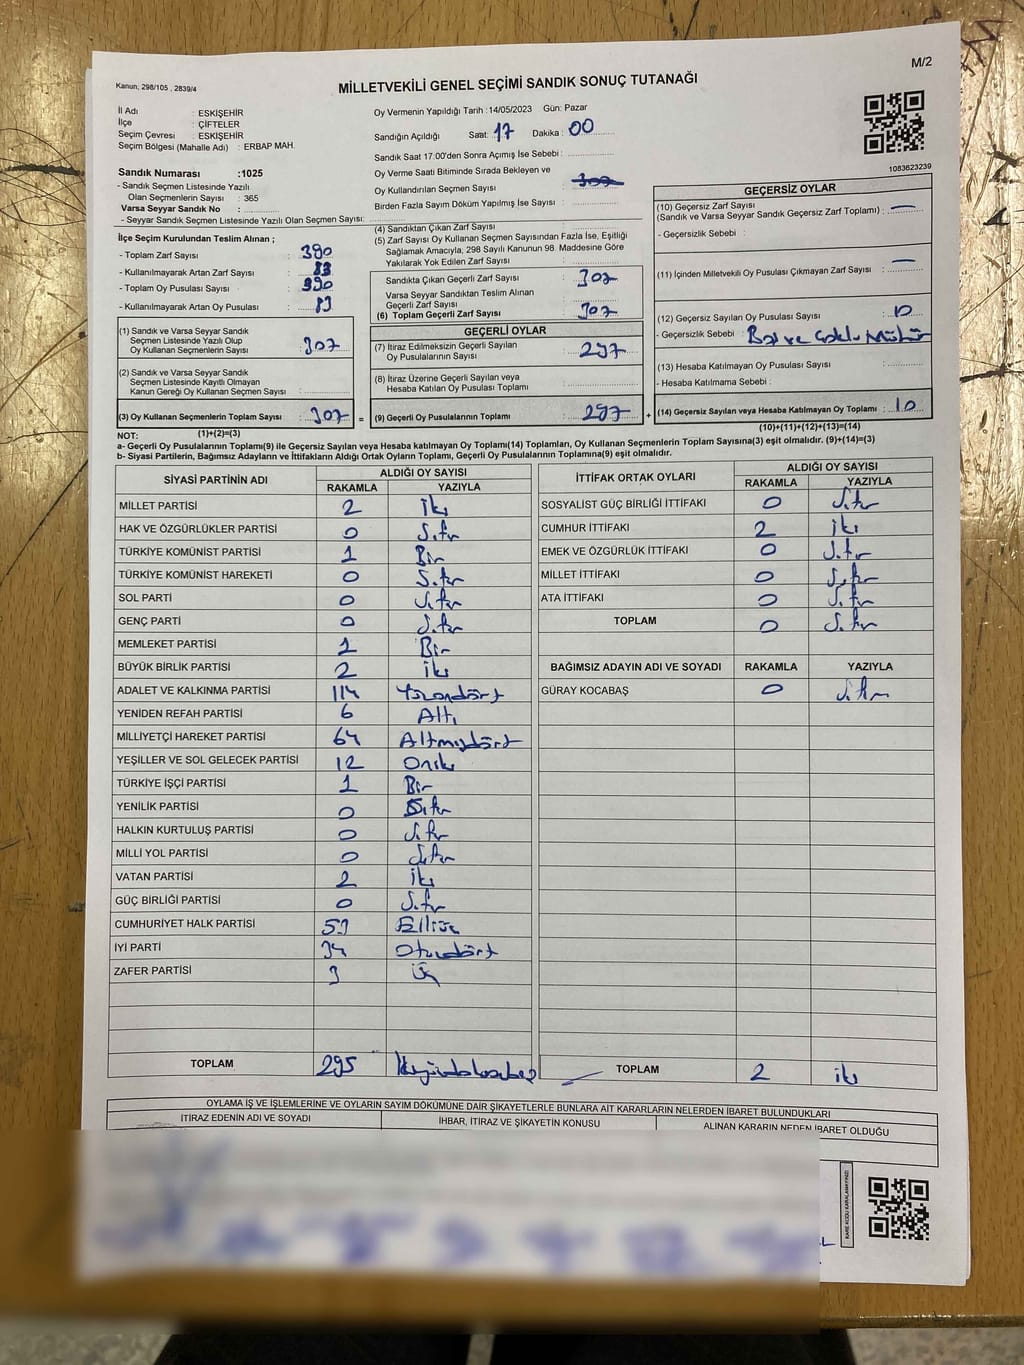 M/2
Kanun; 298/105 , 2839/4
MİLLETVEKİLİ GENEL SEÇİMİ SANDIK SONUÇ TUTANAĞI
İl Adı : ESKİŞEHİR
İlçe : ÇİFTELER
Seçim Çevresi : ESKİŞEHİR
Seçim Bölgesi (Mahalle Adı) : ERBAP MAH.
Sandık Numarası :1025
- Sandık Seçmen Listesinde Yazılı
Olan Seçmenlerin Sayısı : 365
Varsa Seyyar Sandık No :
- Seyyar Sandık Seçmen Listesinde Yazılı Olan Seçmen Sayısı:
Oy Vermenin Yapıldığı Tarih :14/05/2023 Gün: Pazar
Sandığın Açıldığı Saat: 17 Dakika : 00
Sandık Saat 17:00'den Sonra Açımış İse Sebebi :
Oy Verme Saati Bitiminde Sırada Bekleyen ve
Oy Kullandırılan Seçmen Sayısı :
Birden Fazla Sayım Döküm Yapılmış İse Sayısı :
1083623239
İlçe Seçim Kurulundan Teslim Alınan ;
- Toplam Zarf Sayısı : 390
- Kullanılmayarak Artan Zarf Sayısı : 83
- Toplam Oy Pusulası Sayısı : 390
- Kullanılmayarak Artan Oy Pusulası : 83
(1) Sandık ve Varsa Seyyar Sandık
Seçmen Listesinde Yazılı Olup
Oy Kullanan Seçmenlerin Sayısı : 307
(2) Sandık ve Varsa Seyyar Sandık
Seçmen Listesinde Kayıtlı Olmayan
Kanun Gereği Oy Kullanan Seçmen Sayısı :
(3) Oy Kullanan Seçmenlerin Toplam Sayısı : 307 =
(1)+(2)=(3)
(4) Sandıktan Çıkan Zarf Sayısı :
(5) Zarf Sayısı Oy Kullanan Seçmen Sayısından Fazla İse, Eşitliği
Sağlamak Amacıyla, 298 Sayılı Kanunun 98. Maddesine Göre
Yakılarak Yok Edilen Zarf Sayısı :
Sandıkta Çıkan Geçerli Zarf Sayısı : 307
Varsa Seyyar Sandıktan Teslim Alınan
Geçerli Zarf Sayısı :
(6) Toplam Geçerli Zarf Sayısı : 307
GEÇERLİ OYLAR
(7) İtiraz Edilmeksizin Geçerli Sayılan
Oy Pusulalarının Sayısı : 297
(8) İtiraz Üzerine Geçerli Sayılan veya
Hesaba Katılan Oy Pusulası Toplamı :
(9) Geçerli Oy Pusulalarının Toplamı : 297 +
GEÇERSİZ OYLAR
(10) Geçersiz Zarf Sayısı
(Sandık ve Varsa Seyyar Sandık Geçersiz Zarf Toplamı) : —
- Geçersizlik Sebebi :
(11) İçinden Milletvekili Oy Pusulası Çıkmayan Zarf Sayısı : —
(12) Geçersiz Sayılan Oy Pusulası Sayısı : 10
- Geçersizlik Sebebi : Boş ve Çoklu Mühür
(13) Hesaba Katılmayan Oy Pusulası Sayısı :
- Hesaba Katılmama Sebebi :
(14) Geçersiz Sayılan veya Hesaba Katılmayan Oy Toplamı : 10
(10)+(11)+(12)+(13)=(14)
NOT:
a- Geçerli Oy Pusulalarının Toplamı(9) ile Geçersiz Sayılan veya Hesaba katılmayan Oy Toplamı(14) Toplamları, Oy Kullanan Seçmenlerin Toplam Sayısına(3) eşit olmalıdır. (9)+(14)=(3)
b- Siyasi Partilerin, Bağımsız Adayların ve İttifakların Aldığı Ortak Oyların Toplamı, Geçerli Oy Pusulalarının Toplamına(9) eşit olmalıdır.
SİYASİ PARTİNİN ADI ALDIĞI OY SAYISI
RAKAMLA YAZIYLA
MİLLET PARTİSİ 2 İki
HAK VE ÖZGÜRLÜKLER PARTİSİ 0 Sıfır
TÜRKİYE KOMÜNİST PARTİSİ 1 Bir
TÜRKİYE KOMÜNİST HAREKETİ 0 Sıfır
SOL PARTİ 0 Sıfır
GENÇ PARTİ 0 Sıfır
MEMLEKET PARTİSİ 1 Bir
BÜYÜK BİRLİK PARTİSİ 2 İki
ADALET VE KALKINMA PARTİSİ 114 Yüzondört
YENİDEN REFAH PARTİSİ 6 Altı
MİLLİYETÇİ HAREKET PARTİSİ 64 Altmışdört
YEŞİLLER VE SOL GELECEK PARTİSİ 12 Oniki
TÜRKİYE İŞÇİ PARTİSİ 1 Bir
YENİLİK PARTİSİ 0 Sıfır
HALKIN KURTULUŞ PARTİSİ 0 Sıfır
MİLLİ YOL PARTİSİ 0 Sıfır
VATAN PARTİSİ 2 İki
GÜÇ BİRLİĞİ PARTİSİ 0 Sıfır
CUMHURİYET HALK PARTİSİ 53 Elliüç
İYİ PARTİ 34 Otuzdört
ZAFER PARTİSİ 3 Üç
TOPLAM 295 İkiyüzdoksanbeş
İTTİFAK ORTAK OYLARI ALDIĞI OY SAYISI
RAKAMLA YAZIYLA
SOSYALİST GÜÇ BİRLİĞİ İTTİFAKI 0 Sıfır
CUMHUR İTTİFAKI 2 İki
EMEK VE ÖZGÜRLÜK İTTİFAKI 0 Sıfır
MİLLET İTTİFAKI 0 Sıfır
ATA İTTİFAKI 0 Sıfır
TOPLAM 0 Sıfır
BAĞIMSIZ ADAYIN ADI VE SOYADI RAKAMLA YAZIYLA
GÜRAY KOCABAŞ 0 Sıfır
TOPLAM 2 iki
OYLAMA İŞ VE İŞLEMLERİNE VE OYLARIN SAYIM DÖKÜMÜNE DAİR ŞİKAYETLERLE BUNLARA AİT KARARLARIN NELERDEN İBARET BULUNDUKLARI
İTİRAZ EDENİN ADI VE SOYADI İHBAR, İTİRAZ VE ŞİKAYETİN KONUSU ALINAN KARARIN NEDEN İBARET OLDUĞU